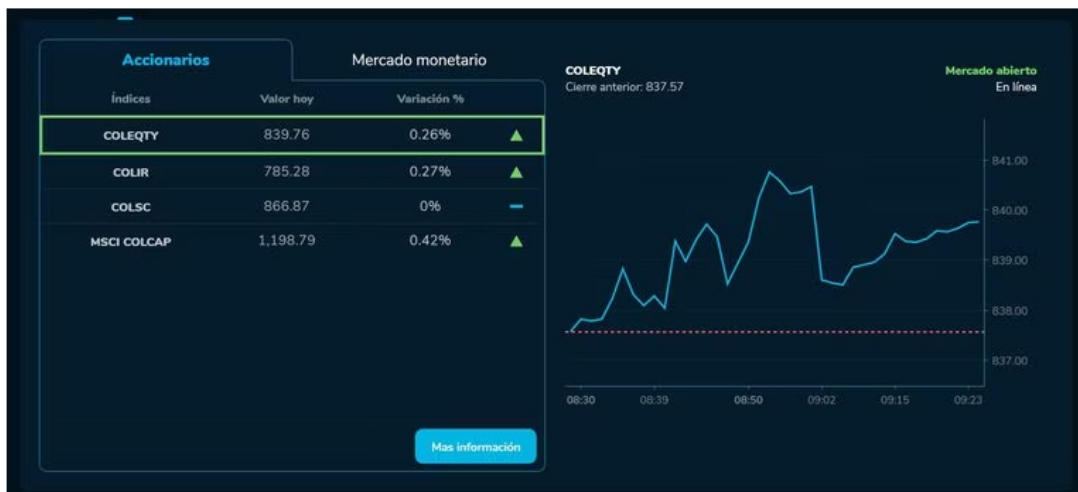 Accionarios
Mercado monetario
Índices Valor hoy Variación %
COLEQTY 839.76 0.26%
COLIR 785.28 0.27%
COLSC 866.87 0%
MSCI COLCAP 1,198.79 0.42%
Mas información
COLEQTY
Cierre anterior: 837.57
Mercado abierto
En línea
841.00
840.00
839.00
838.00
837.00
08:30 08:39 08:50 09:02 09:15 09:23